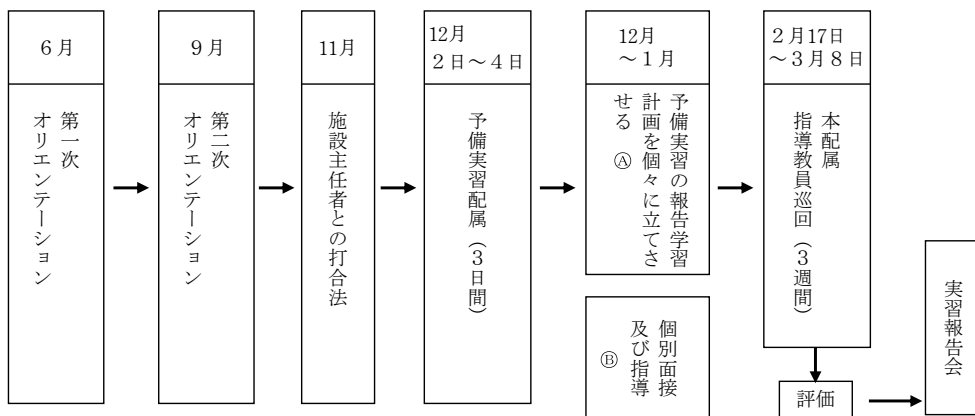 6月
第一次
オリエンテーション
9月
第二次
オリエンテーション
11月
施設主任者との打合法
12月
2日～4日
予備実習配属（3日間）
12月
～1月
予備実習の報告学習
計画を個々に立てさ
せる Ⓐ
個別面接
及び指導
Ⓑ
2月17日
～3月8日
本配属
指導教員巡回（3週間）
評価
実習報告会